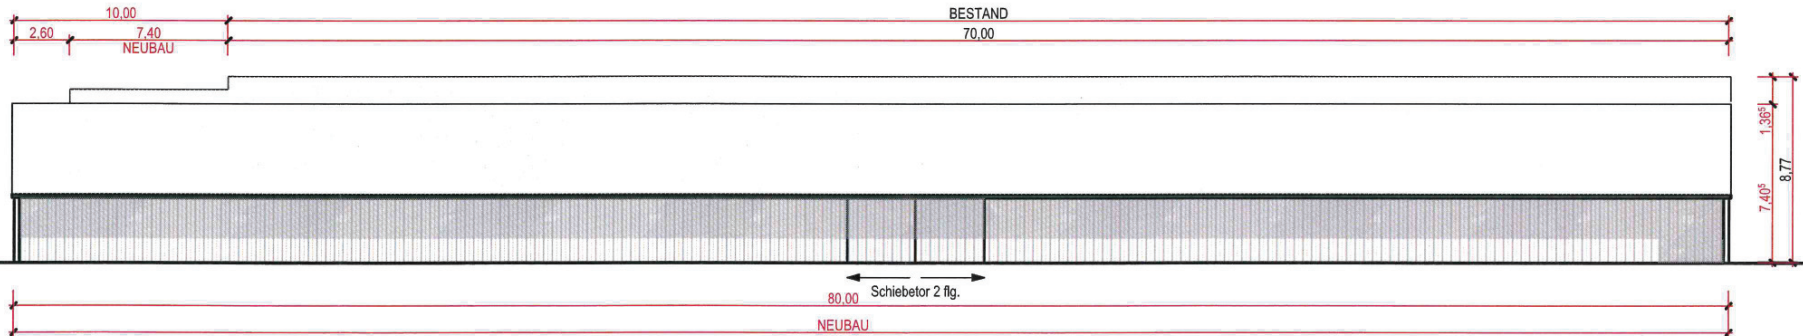 10,00
BESTAND
2,60
7,40
70,00
NEUBAU
1,36⁵
8,77
7,40⁵
Schiebetor 2 flg.
80,00
NEUBAU